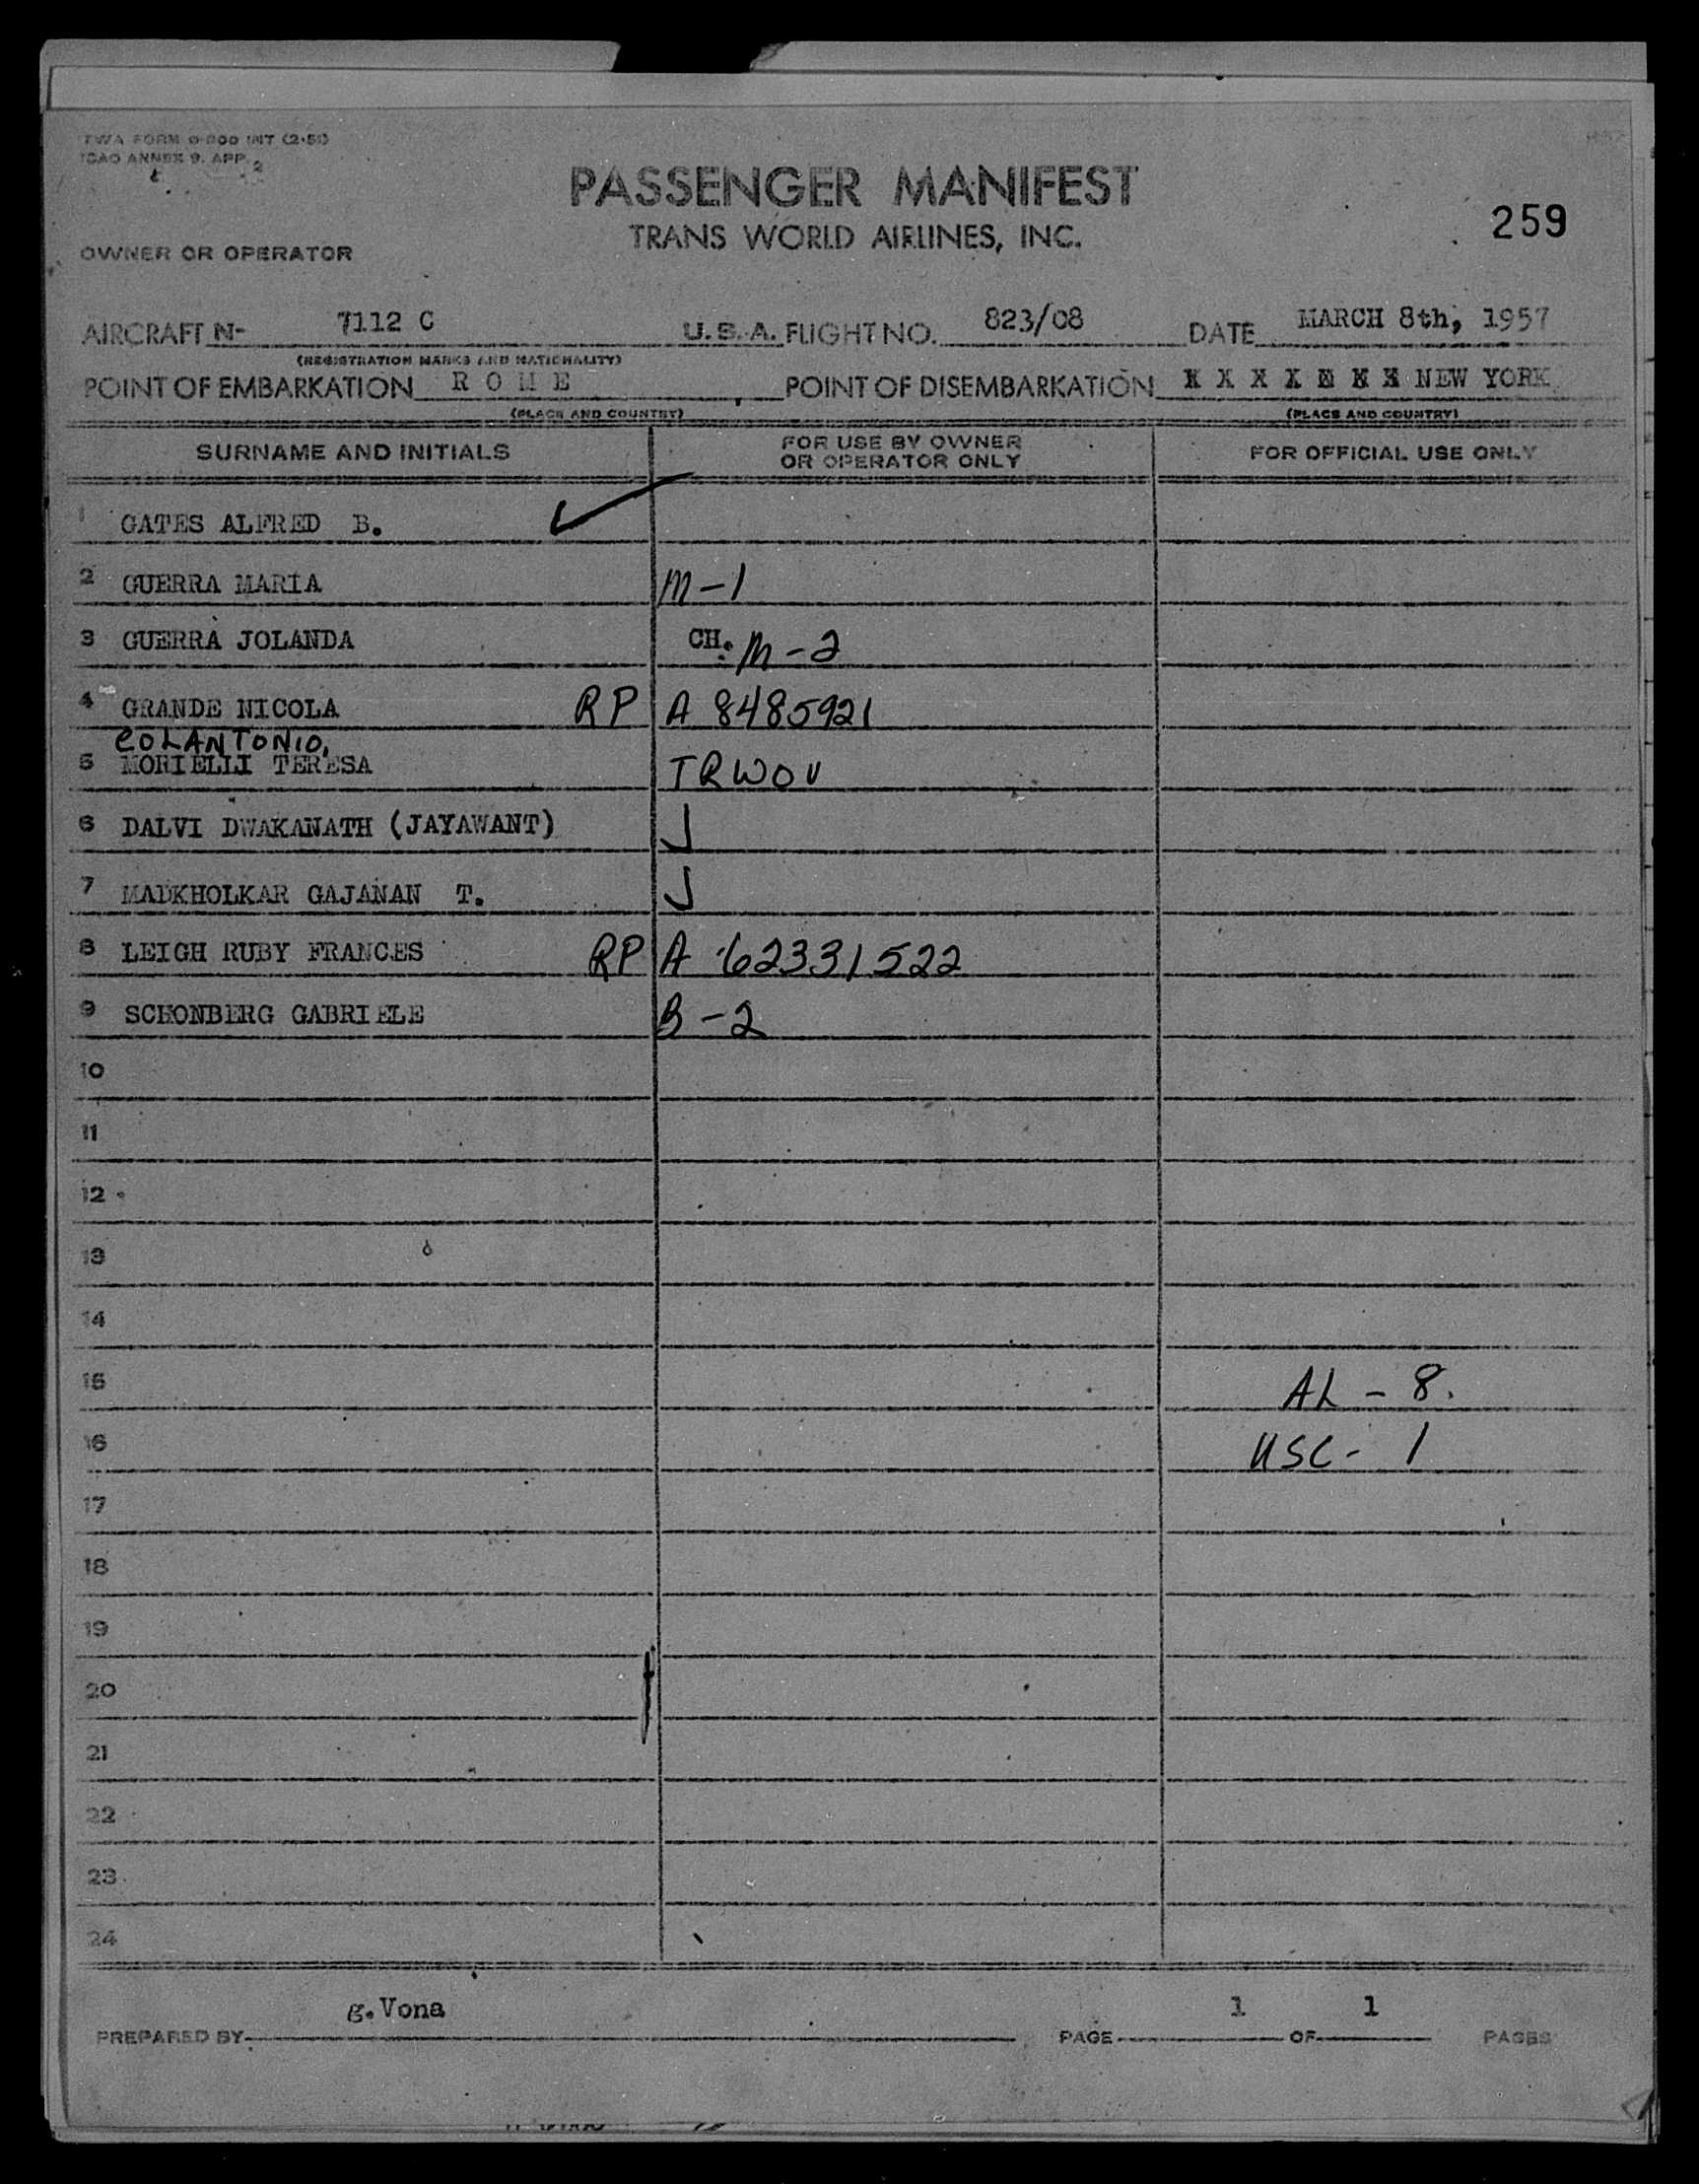 TWA FORM 0-800 INT (2-51)
ICAO ANNEX 9. APP. 2
PASSENGER MANIFEST
TRANS WORLD AIRLINES, INC.
259
OWNER OR OPERATOR
AIRCRAFT N- 7112 C U.S.A. FLIGHT NO. 823/08 DATE MARCH 8th, 1957
(REGISTRATION MARKS AND NATIONALITY)
POINT OF EMBARKATION R O M E POINT OF DISEMBARKATION NEW YORK
(PLACE AND COUNTRY) (PLACE AND COUNTRY)
SURNAME AND INITIALS FOR USE BY OWNER OR OPERATOR ONLY FOR OFFICIAL USE ONLY
1 GATES ALFRED B.
2 GUERRA MARIA M-1
3 GUERRA JOLANDA CH. M-2
4 GRANDE NICOLA RP A 8485921
COLANTONIO,
5 MORIELLI TERESA TRWOV
6 DALVI DWAKANATH (JAYAWANT) J
7 MADKHOLKAR GAJANAN T. J
8 LEIGH RUBY FRANCES RP A 62331522
9 SCHONBERG GABRIELE B-2
10
11
12
13
14
15 AL - 8.
16 USC - 1
17
18
19
20
21
22
23
24
g.Vona 1 1
PREPARED BY PAGE OF PAGES